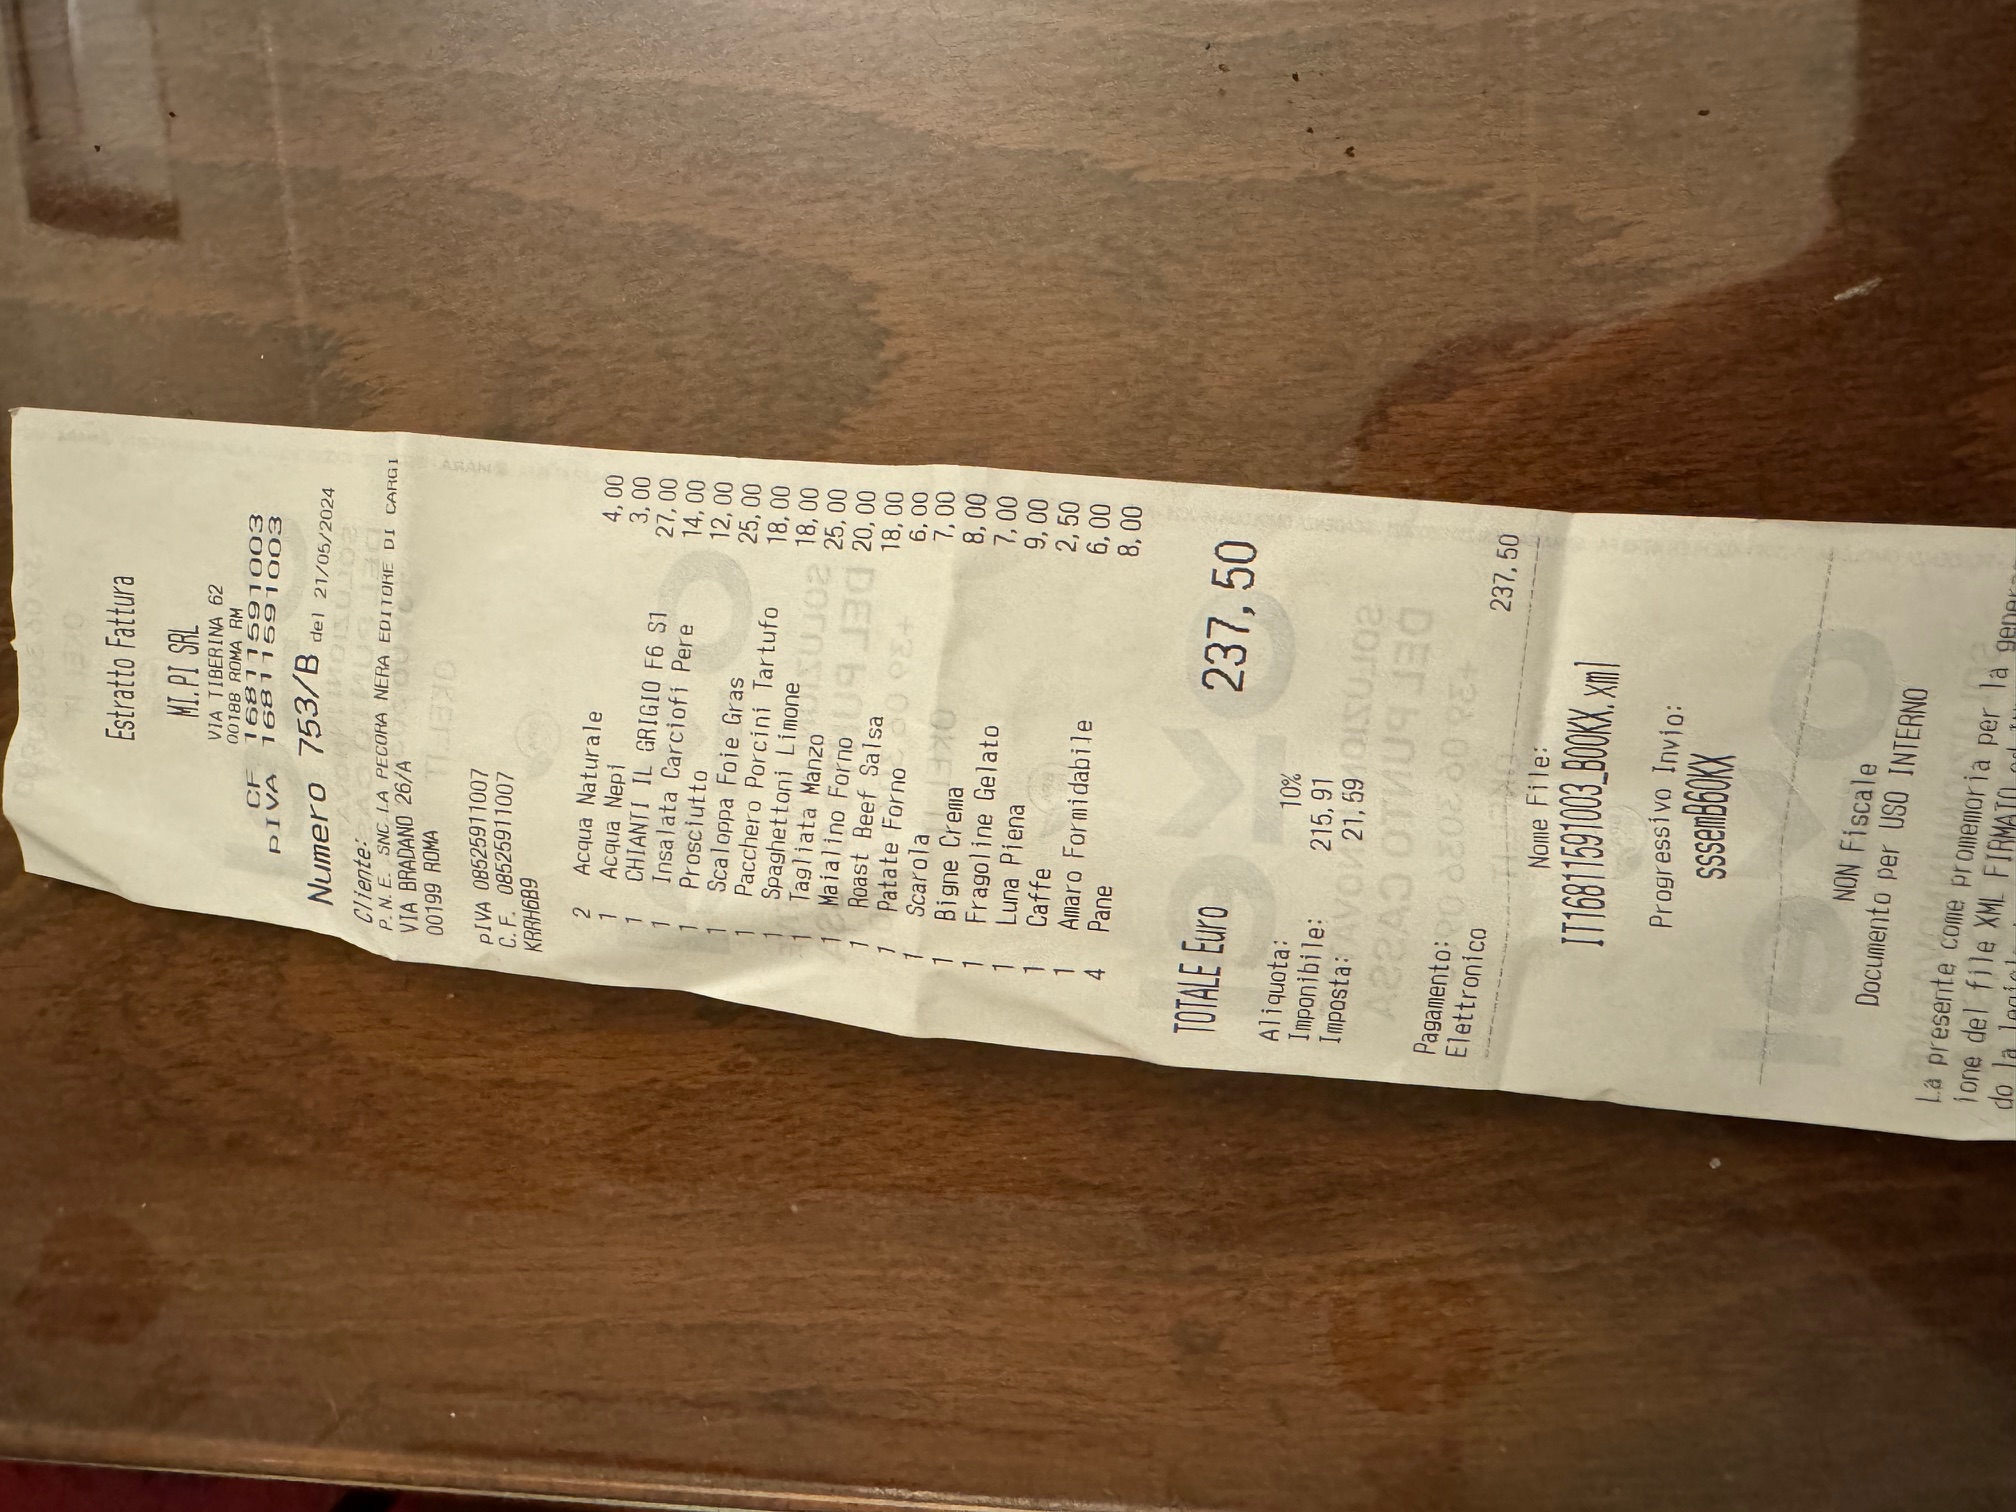 Estratto Fattura
MI.PI SRL
VIA TIBERINA 62
00188 ROMA RM
CF 16811591003
PIVA 16811591003
Numero 753/B del 21/05/2024
Cliente:
P.N.E. SNC LA PECORA NERA EDITORE DI CARGI
VIA BRADANO 26/A
00199 ROMA
pIVA 08625911007
C.F. 08525911007
KRRH6B9
2 Acqua Naturale 4,00
1 Acqua Nepi 3,00
1 CHIANTI IL GRIGIO F6 S1 27,00
1 Insalata Carciofi Pere 14,00
1 Prosciutto 12,00
1 Scaloppa Foie Gras 25,00
1 Pacchero Porcini Tartufo 18,00
1 Spaghettoni Limone 18,00
1 Tagliata Manzo 25,00
1 Maialino Forno 20,00
1 Roast Beef Salsa 18,00
1 Patate Forno 6,00
1 Scarola 7,00
1 Bigne Crema 8,00
1 Fragoline Gelato 7,00
1 Luna Piena 9,00
1 Caffe 2,50
1 Amaro Formidabile 6,00
4 Pane 8,00
TOTALE Euro 237,50
Aliquota: 10%
Imponibile: 215,91
Imposta: 21,59
Pagamento:
Elettronico 237,50
Nome File:
IT16811591003_B00KX.xml
Progressivo Invio:
sssemB60KX
NON Fiscale
Documento per USO INTERNO
La presente come promemoria per la gener
ione del file XML FIRMATO
do la